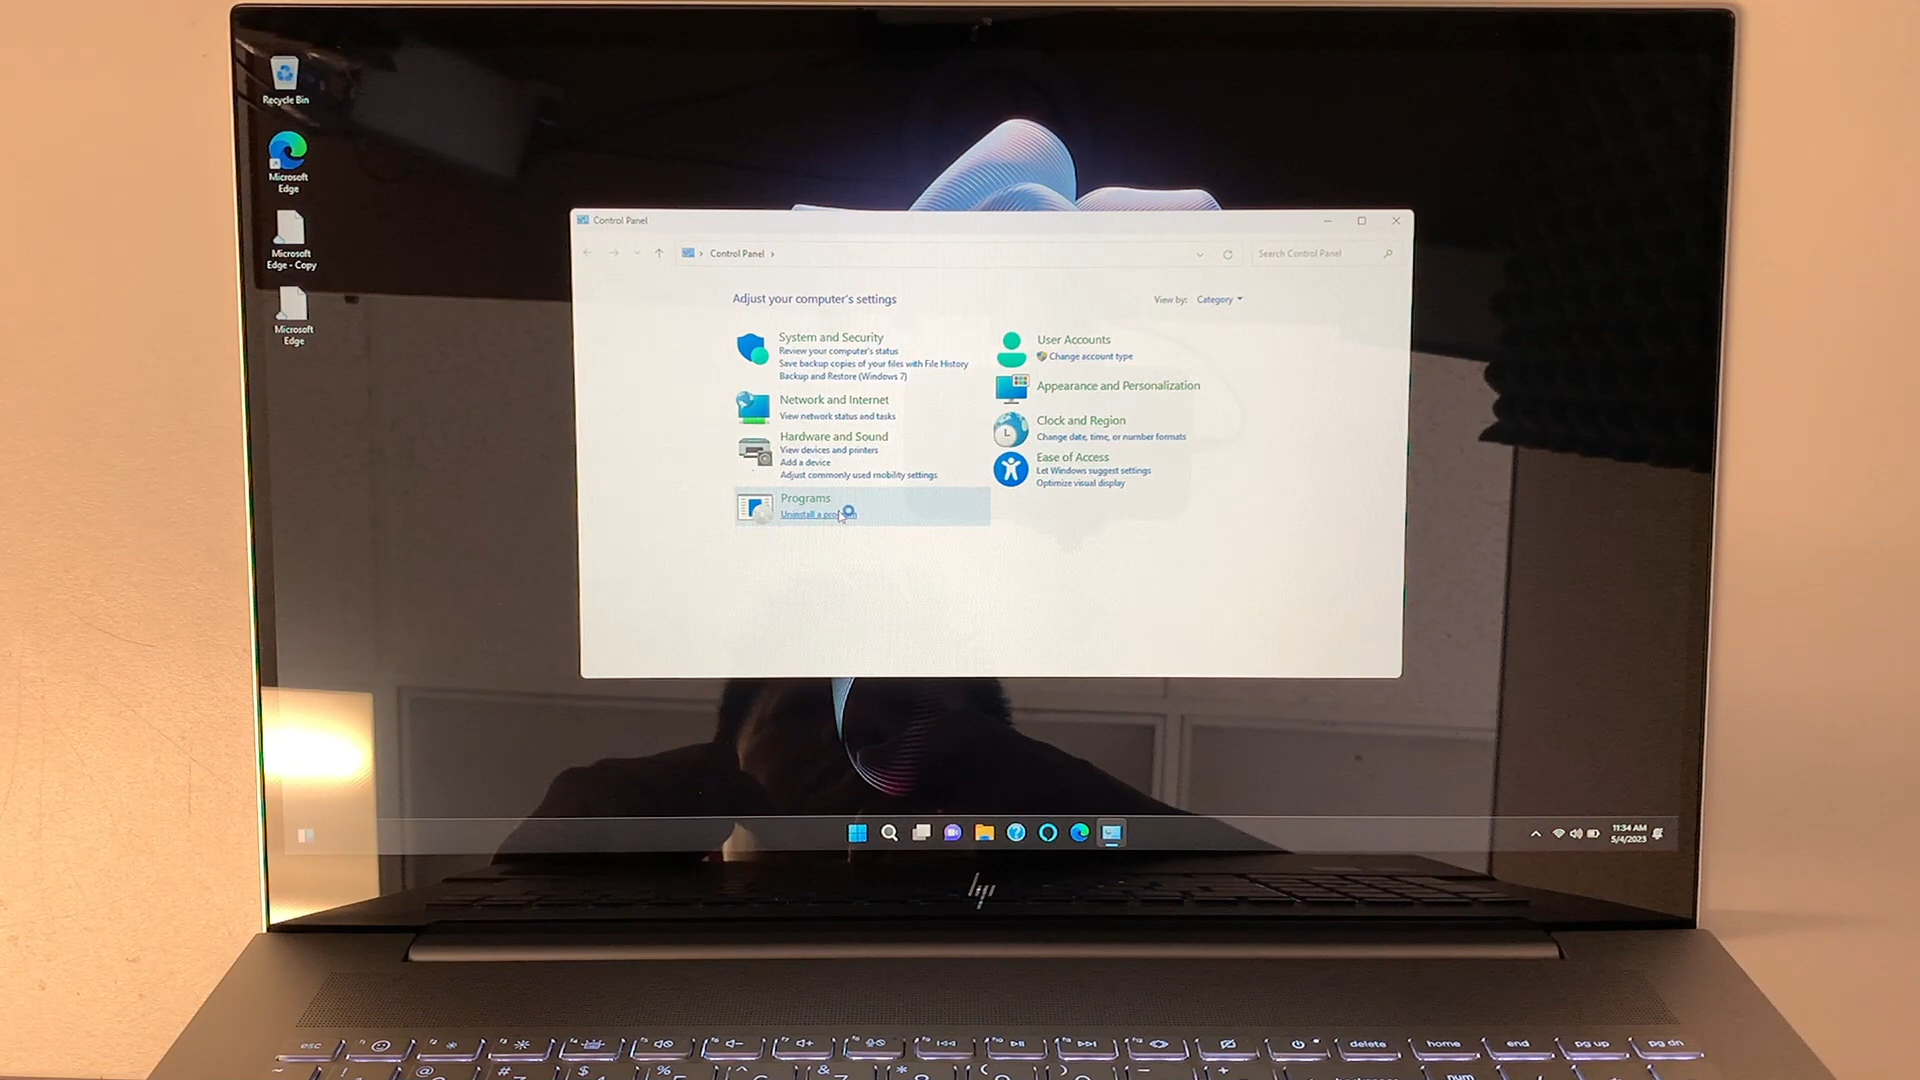 Recycle Bin
Microsoft
Edge
Microsoft
Edge - Copy
Microsoft
Edge
Control Panel
Control Panel
Search Control Panel
Adjust your computer's settings
View by: Category
System and Security
Review your computer's status
Save backup copies of your files with File History
Backup and Restore (Windows 7)
Network and Internet
View network status and tasks
Hardware and Sound
View devices and printers
Add a device
Adjust commonly used mobility settings
Programs
Uninstall a program
User Accounts
Change account type
Appearance and Personalization
Clock and Region
Change date, time, or number formats
Ease of Access
Let Windows suggest settings
Optimize visual display
11:34 AM
5/4/2023
hp
esc
delete
home
end
pg up
pg dn